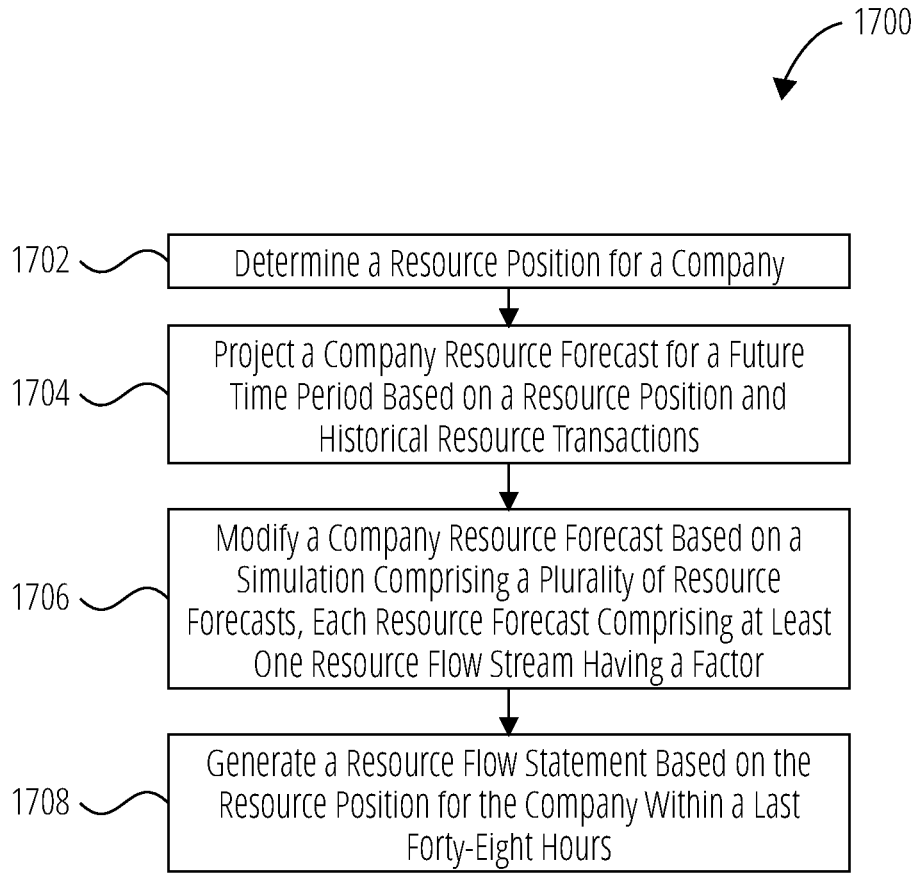 1700
1702
Determine a Resource Position for a Company
1704
Project a Company Resource Forecast for a Future
Time Period Based on a Resource Position and
Historical Resource Transactions
1706
Modify a Company Resource Forecast Based on a
Simulation Comprising a Plurality of Resource
Forecasts, Each Resource Forecast Comprising at Least
One Resource Flow Stream Having a Factor
1708
Generate a Resource Flow Statement Based on the
Resource Position for the Company Within a Last
Forty-Eight Hours